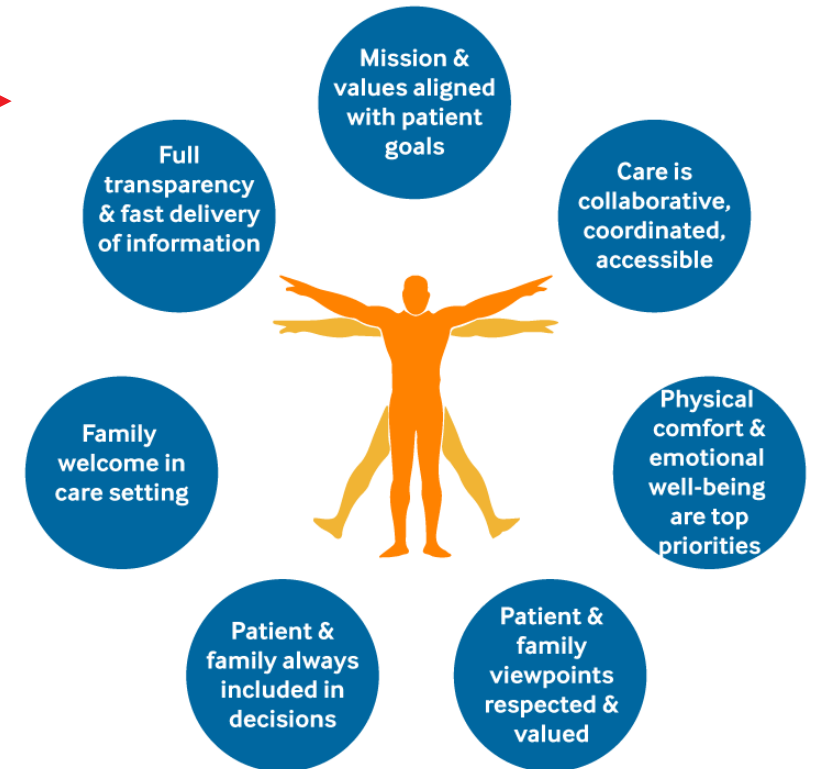 Mission &
values aligned
with patient
goals
Care is
collaborative,
coordinated,
accessible
Physical
comfort &
emotional
well-being
are top
priorities
Patient &
family
viewpoints
respected &
valued
Patient &
family always
included in
decisions
Family
welcome in
care setting
Full
transparency
& fast delivery
of information